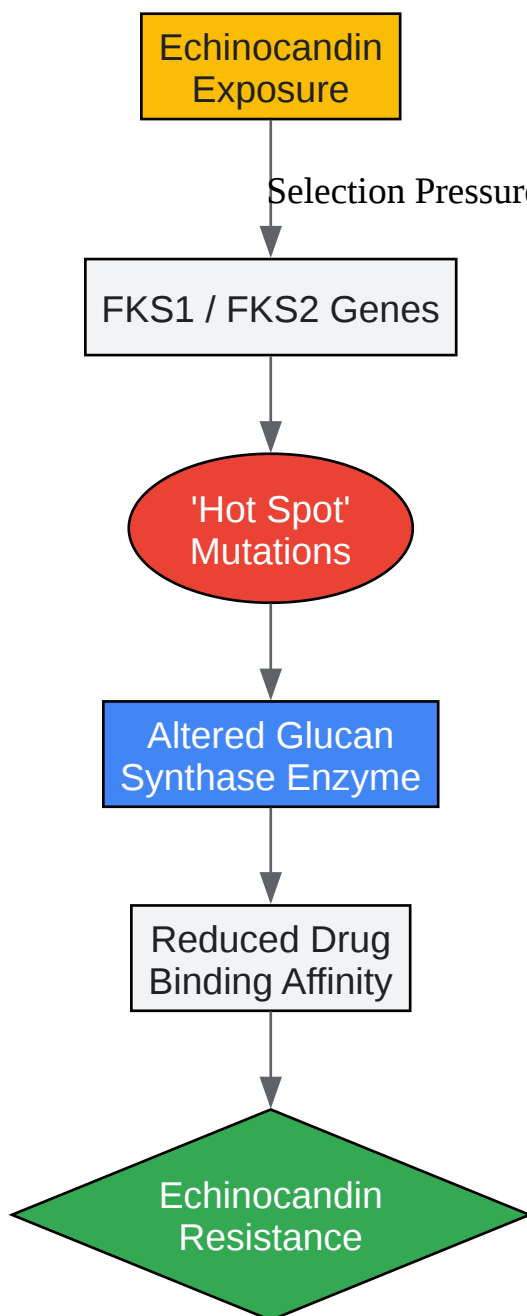 Echinocandin
Exposure
Selection Pressure
FKS1 / FKS2 Genes
'Hot Spot'
Mutations
Altered Glucan
Synthase Enzyme
Reduced Drug
Binding Affinity
Echinocandin
Resistance